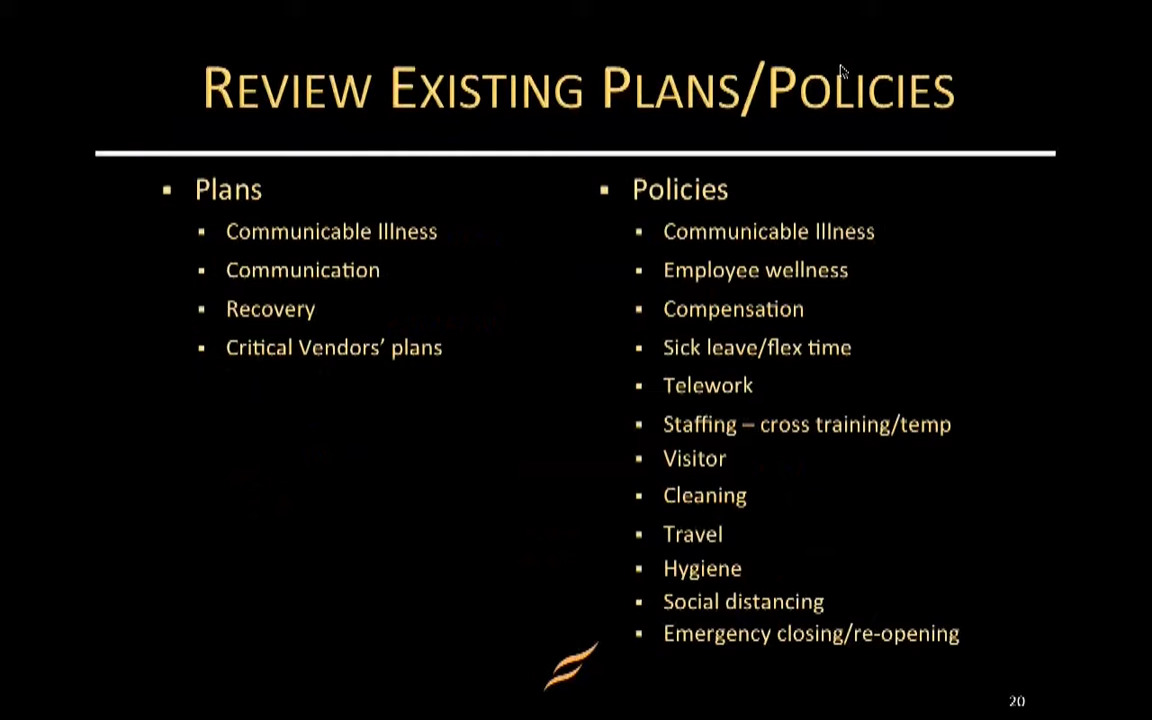 REVIEW EXISTING PLANS/POLICIES
▪ Plans
▪ Communicable Illness
▪ Communication
▪ Recovery
▪ Critical Vendors’ plans
▪ Policies
▪ Communicable Illness
▪ Employee wellness
▪ Compensation
▪ Sick leave/flex time
▪ Telework
▪ Staffing – cross training/temp
▪ Visitor
▪ Cleaning
▪ Travel
▪ Hygiene
▪ Social distancing
▪ Emergency closing/re-opening
20